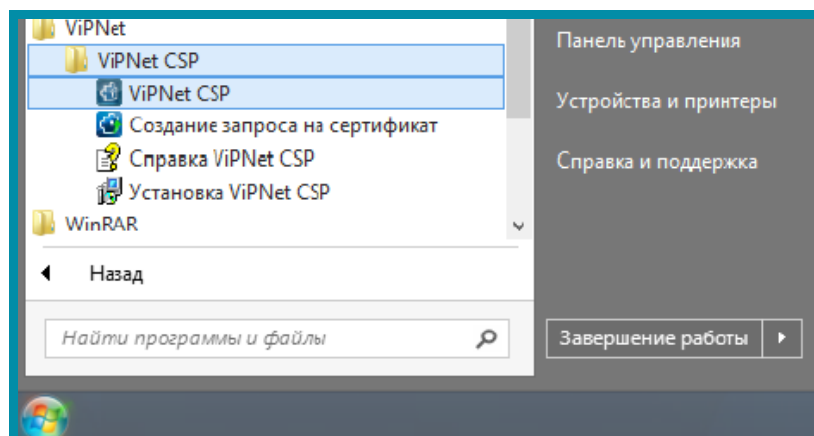 ViPNet
ViPNet CSP
ViPNet CSP
Создание запроса на сертификат
Справка ViPNet CSP
Установка ViPNet CSP
WinRAR
Назад
Найти программы и файлы
Панель управления
Устройства и принтеры
Справка и поддержка
Завершение работы